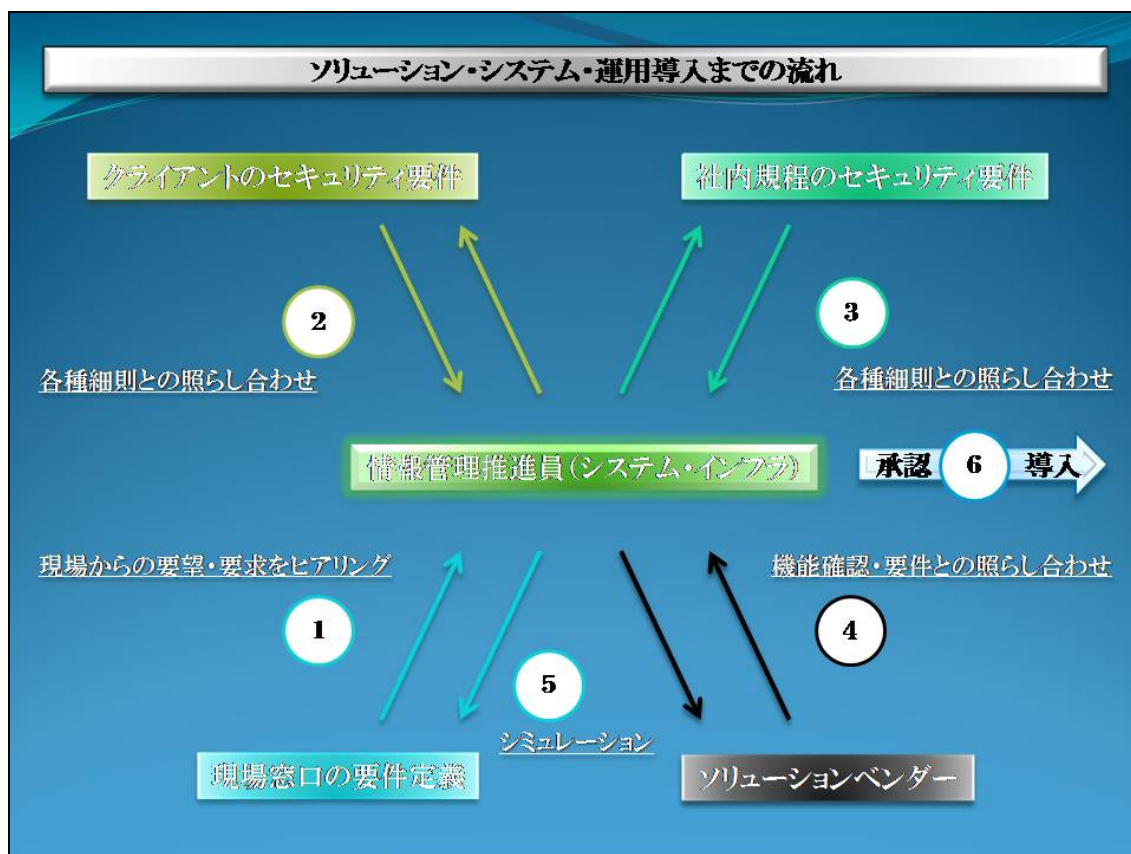 ソリューション・システム・運用導入までの流れ
クライアントのセキュリティ要件
社内規程のセキュリティ要件
2
3
各種細則との照らし合わせ
各種細則との照らし合わせ
情報管理推進員(システム・インフラ)
承認 6 導入
現場からの要望・要求をヒアリング
機能確認・要件との照らし合わせ
1
4
5
シミュレーション
現場窓口の要件定義
ソリューションベンダー